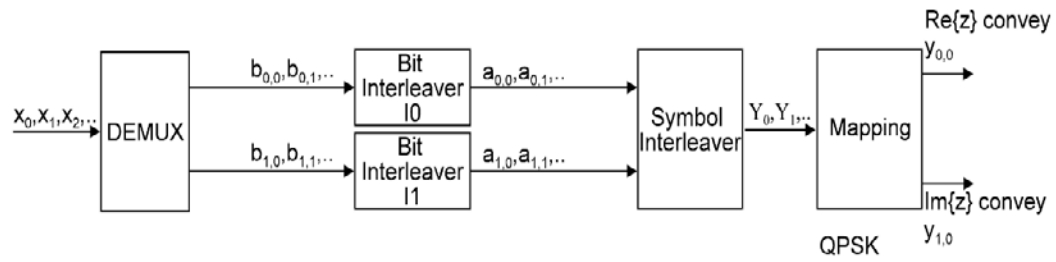 x0,x1,x2,..
DEMUX
b0,0,b0,1,..
b1,0,b1,1,..
Bit
Interleaver
I0
Bit
Interleaver
I1
a0,0,a0,1,..
a1,0,a1,1,..
Symbol
Interleaver
Y0,Y1,..
Mapping
QPSK
Re{z} convey
y0,0
Im{z} convey
y1,0